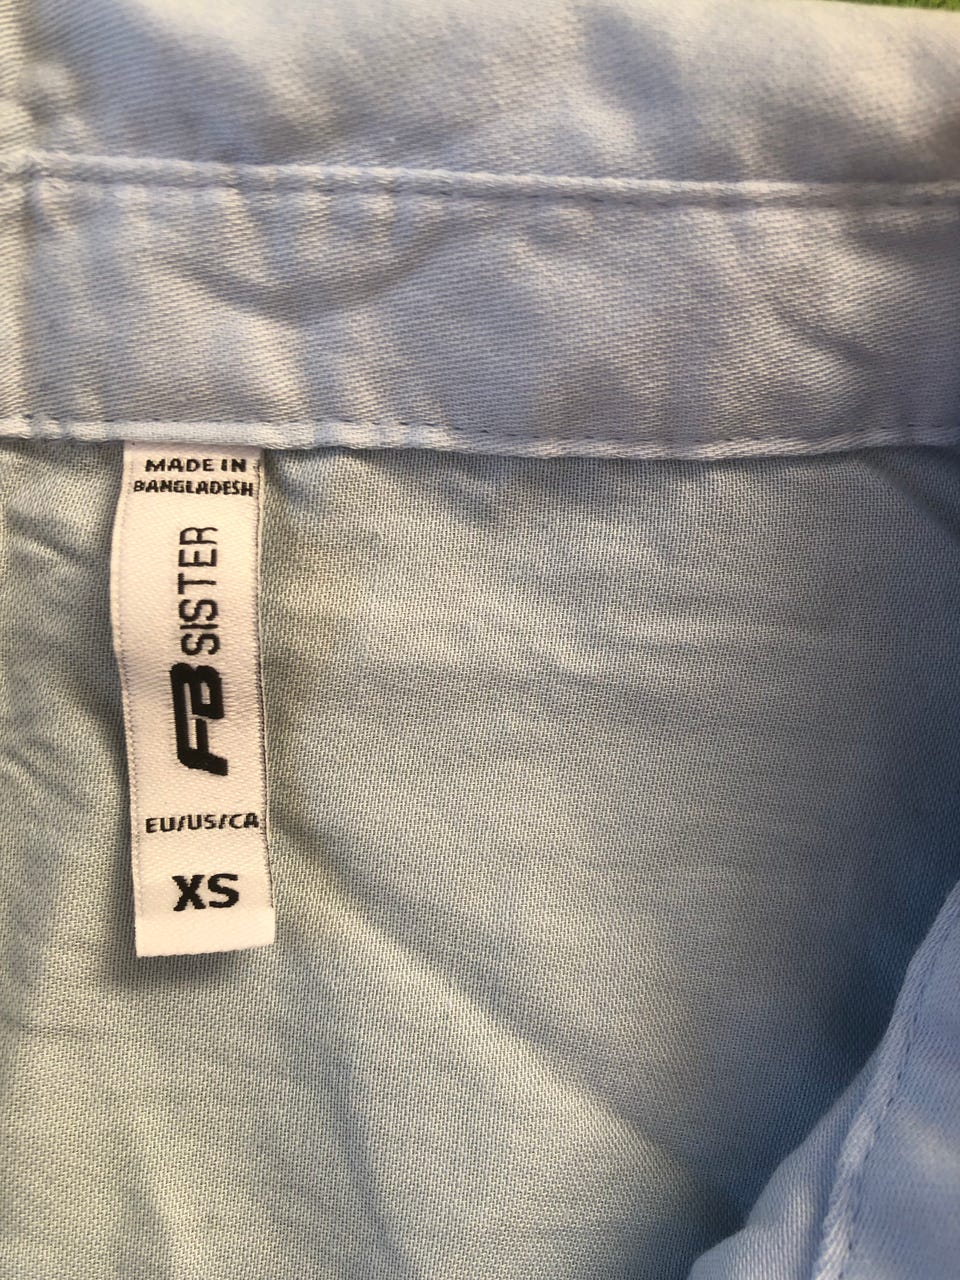 MADE IN
BANGLADESH
FB SISTER
EU/US/CA
XS